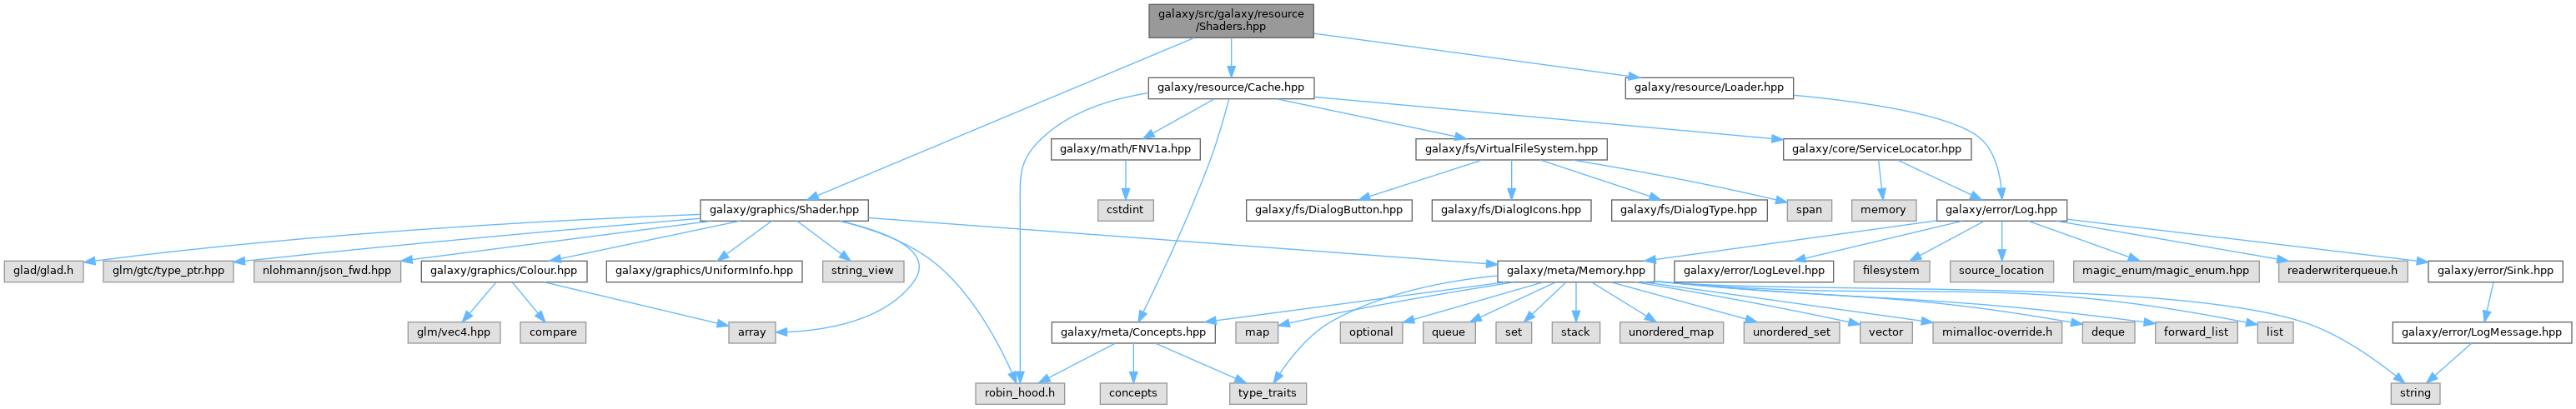 galaxy/src/galaxy/resource
/Shaders.hpp
galaxy/resource/Cache.hpp
galaxy/resource/Loader.hpp
galaxy/math/FNV1a.hpp
galaxy/fs/VirtualFileSystem.hpp
galaxy/core/ServiceLocator.hpp
galaxy/graphics/Shader.hpp
cstdint
galaxy/fs/DialogButton.hpp
galaxy/fs/DialogIcons.hpp
galaxy/fs/DialogType.hpp
span
memory
galaxy/error/Log.hpp
glad/glad.h
glm/gtc/type_ptr.hpp
nlohmann/json_fwd.hpp
galaxy/graphics/Colour.hpp
galaxy/graphics/UniformInfo.hpp
string_view
galaxy/meta/Memory.hpp
galaxy/error/LogLevel.hpp
filesystem
source_location
magic_enum/magic_enum.hpp
readerwriterqueue.h
galaxy/error/Sink.hpp
glm/vec4.hpp
compare
array
galaxy/meta/Concepts.hpp
map
optional
queue
set
stack
unordered_map
unordered_set
vector
mimalloc-override.h
deque
forward_list
list
galaxy/error/LogMessage.hpp
robin_hood.h
concepts
type_traits
string